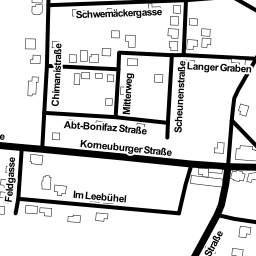 Schwemäckergasse
Langer Graben
Chimanistraße
Mitterweg
Scheunenstraße
Abt-Bonifaz Straße
Korneuburger Straße
Feldgasse
Im Leebühel
Straße